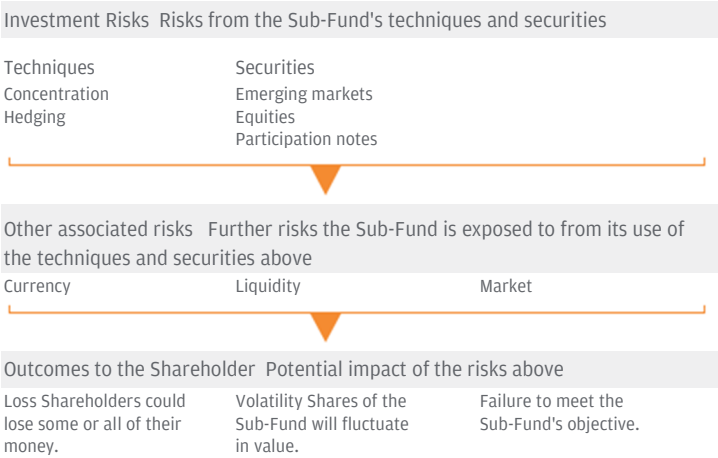 Investment Risks Risks from the Sub-Fund's techniques and securities
Techniques
Concentration
Hedging
Securities
Emerging markets
Equities
Participation notes
Other associated risks Further risks the Sub-Fund is exposed to from its use of
the techniques and securities above
Currency
Liquidity
Market
Outcomes to the Shareholder Potential impact of the risks above
Loss Shareholders could
lose some or all of their
money.
Volatility Shares of the
Sub-Fund will fluctuate
in value.
Failure to meet the
Sub-Fund's objective.